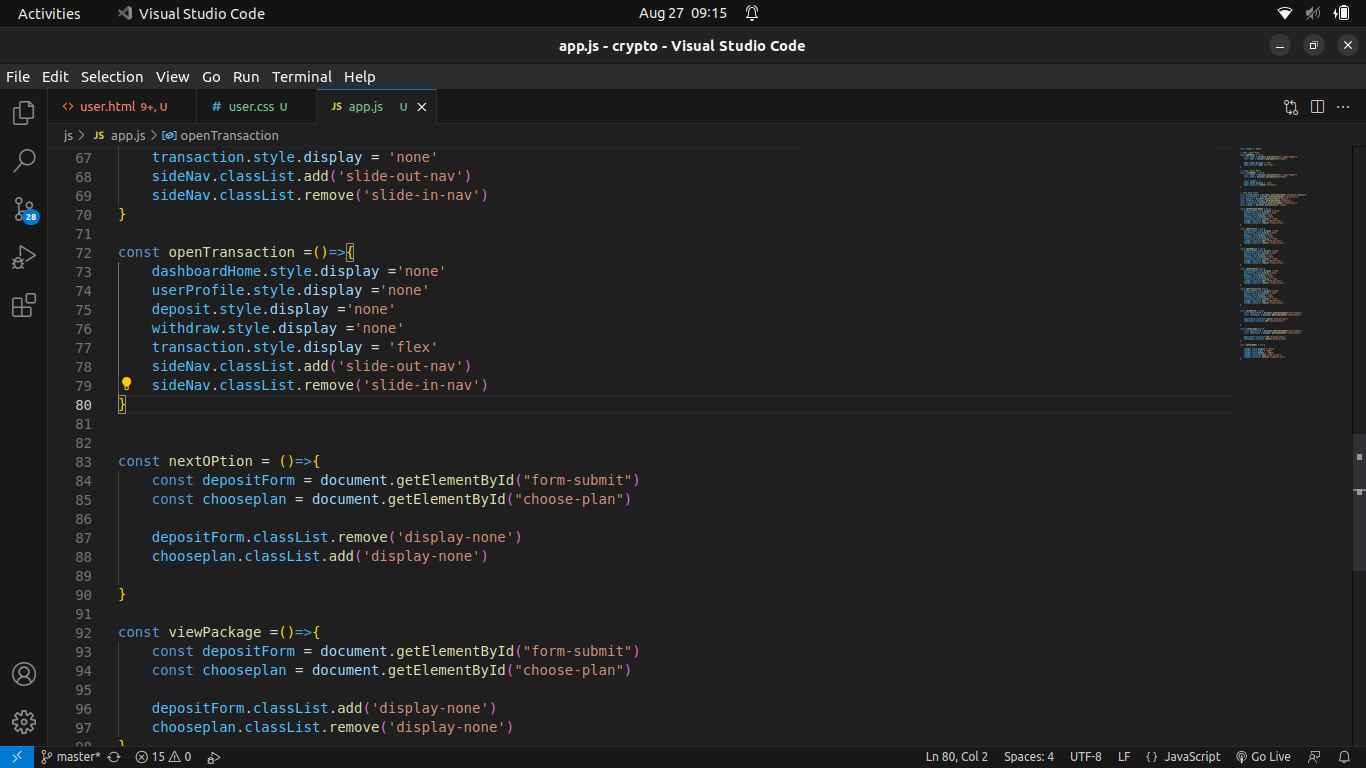 Activities Visual Studio Code Aug 27 09:15
app.js - crypto - Visual Studio Code
File Edit Selection View Go Run Terminal Help
<> user.html 9+, U # user.css U JS app.js U
js > JS app.js > openTransaction
67 transaction.style.display = 'none'
68 sideNav.classList.add('slide-out-nav')
69 sideNav.classList.remove('slide-in-nav')
70 }
71
72 const openTransaction =()=>{
73 dashboardHome.style.display ='none'
74 userProfile.style.display ='none'
75 deposit.style.display ='none'
76 withdraw.style.display ='none'
77 transaction.style.display = 'flex'
78 sideNav.classList.add('slide-out-nav')
79 sideNav.classList.remove('slide-in-nav')
80 }
81
82
83 const nextOPtion = ()=>{
84 const depositForm = document.getElementById("form-submit")
85 const chooseplan = document.getElementById("choose-plan")
86
87 depositForm.classList.remove('display-none')
88 chooseplan.classList.add('display-none')
89
90 }
91
92 const viewPackage =()=>{
93 const depositForm = document.getElementById("form-submit")
94 const chooseplan = document.getElementById("choose-plan")
95
96 depositForm.classList.add('display-none')
97 chooseplan.classList.remove('display-none')
98 }
28
master* 15 0 Ln 80, Col 2 Spaces: 4 UTF-8 LF {} JavaScript Go Live